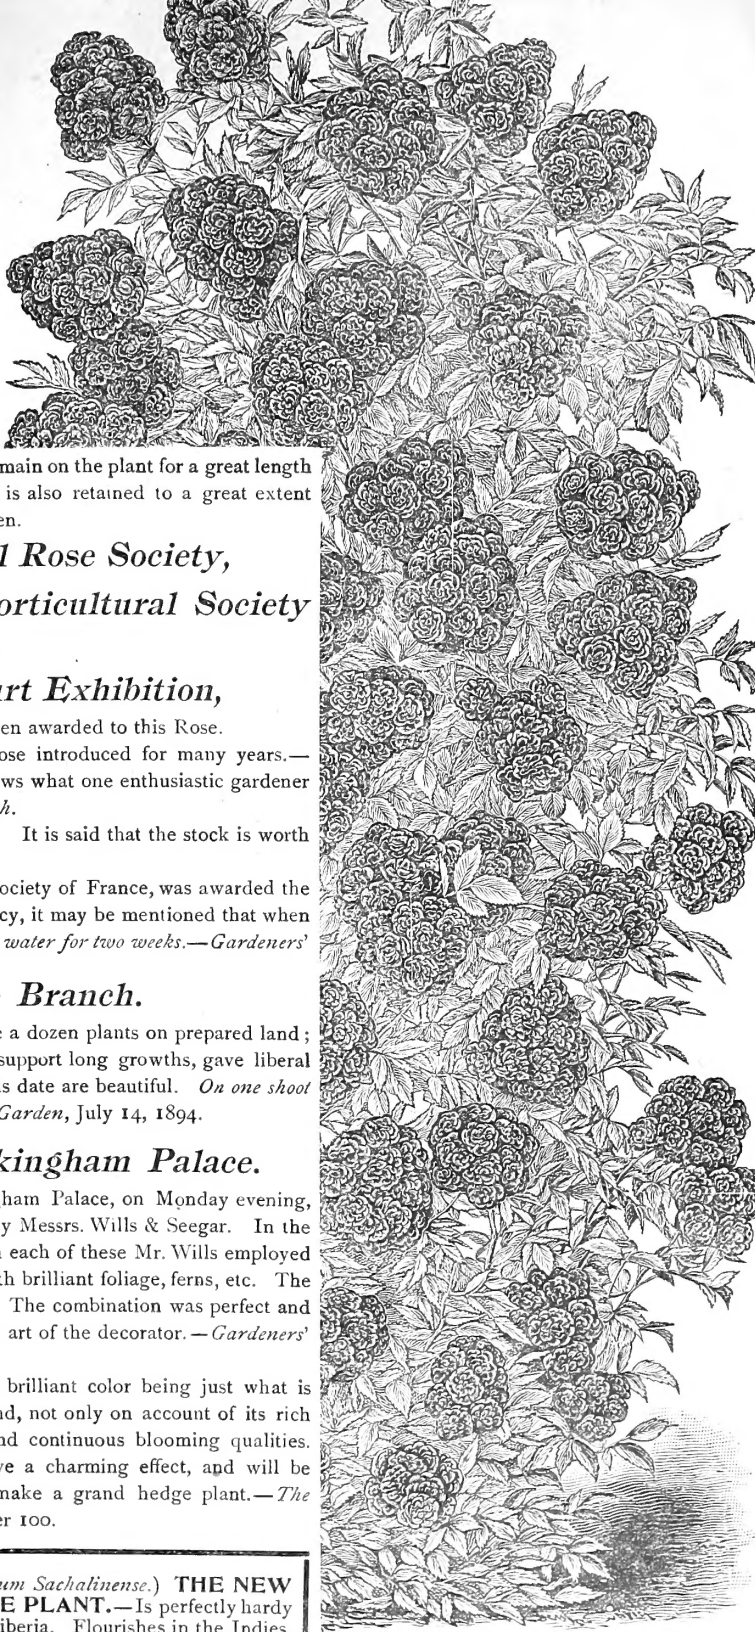 main on the plant for a great length
is also retained to a great extent
en.
l Rose Society,
orticultural Society
rt Exhibition,
en awarded to this Rose.
ose introduced for many years.—
ws what one enthusiastic gardener
h.
It is said that the stock is worth
ociety of France, was awarded the
cy, it may be mentioned that when
water for two weeks.—Gardeners'
Branch.
a dozen plants on prepared land;
support long growths, gave liberal
s date are beautiful. On one shoot
Garden, July 14, 1894.
kingham Palace.
ham Palace, on Monday evening,
y Messrs. Wills & Seegar. In the
each of these Mr. Wills employed
h brilliant foliage, ferns, etc. The
The combination was perfect and
art of the decorator.—Gardeners'
brilliant color being just what is
nd, not only on account of its rich
nd continuous blooming qualities.
ve a charming effect, and will be
make a grand hedge plant.—The
er 100.
um Sachalinense.) THE NEW
E PLANT.—Is perfectly hardy
iberia. Flourishes in the Indies